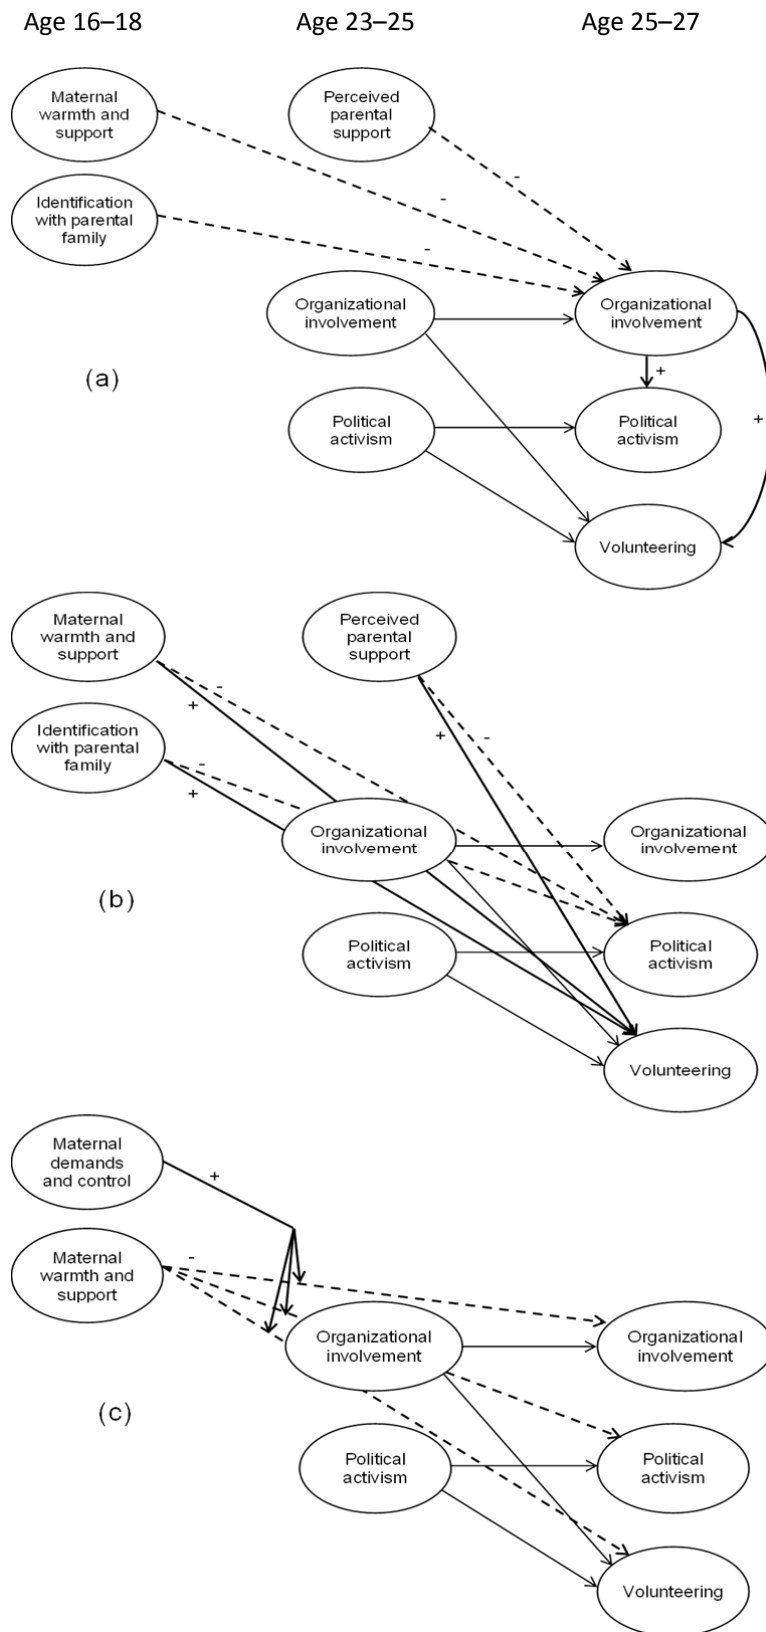 Age 16–18 Age 23–25 Age 25–27
Maternal
warmth and
support
Perceived
parental
support
-
-
Identification
with parental
family
-
Organizational
involvement
Organizational
involvement
(a)
+
Political
activism
Political
activism
+
Volunteering
Maternal
warmth and
support
Perceived
parental
support
-
+
Identification
with parental
family
+
-
-
+
Organizational
involvement
Organizational
involvement
(b)
Political
activism
Political
activism
Volunteering
Maternal
demands
and control
+
Maternal
warmth and
support
-
Organizational
involvement
Organizational
involvement
(c)
Political
activism
Political
activism
Volunteering